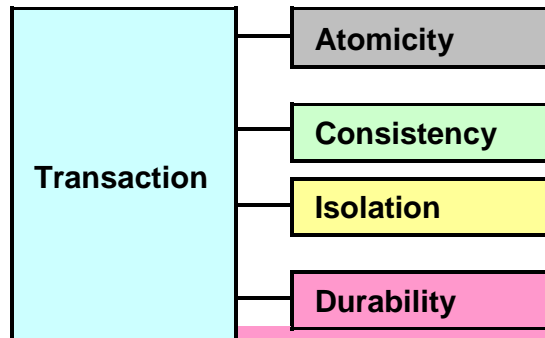 Atomicity
Consistency
Transaction
Isolation
Durability